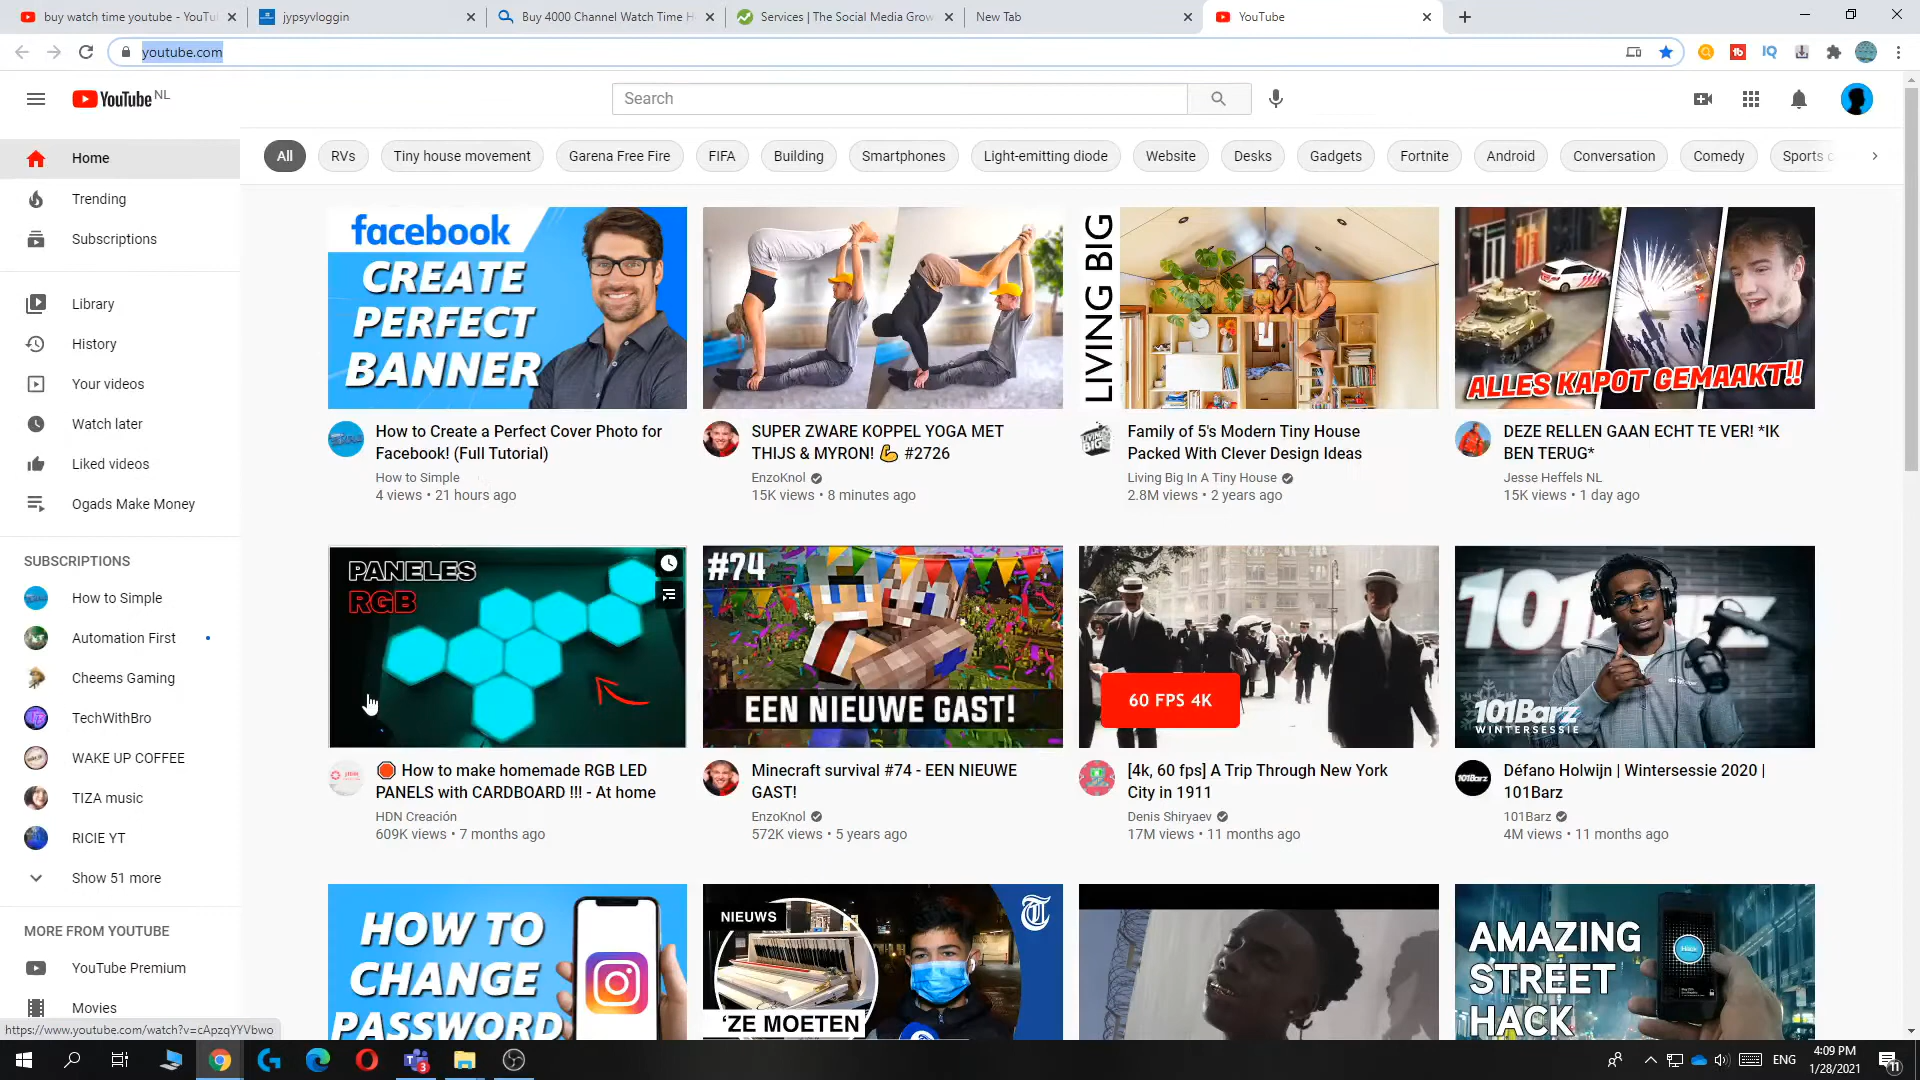 buy watch time youtube - YouTu
jypsyvloggin
Buy 4000 Channel Watch Time H
Services | The Social Media Grow
New Tab
YouTube
youtube.com
YouTube NL
Search
Home
Trending
Subscriptions
Library
History
Your videos
Watch later
Liked videos
Ogads Make Money
SUBSCRIPTIONS
How to Simple
Automation First
Cheems Gaming
TechWithBro
WAKE UP COFFEE
TIZA music
RICIE YT
Show 51 more
MORE FROM YOUTUBE
YouTube Premium
Movies
All
RVs
Tiny house movement
Garena Free Fire
FIFA
Building
Smartphones
Light-emitting diode
Website
Desks
Gadgets
Fortnite
Android
Conversation
Comedy
Sports c
facebook
CREATE
PERFECT
BANNER
How to Create a Perfect Cover Photo for
Facebook! (Full Tutorial)
How to Simple
4 views • 21 hours ago
SUPER ZWARE KOPPEL YOGA MET
THIJS & MYRON! 💪 #2726
EnzoKnol
15K views • 8 minutes ago
LIVING BIG
Family of 5's Modern Tiny House
Packed With Clever Design Ideas
Living Big In A Tiny House
2.8M views • 2 years ago
ALLES KAPOT GEMAAKT!!
DEZE RELLEN GAAN ECHT TE VER! *IK
BEN TERUG*
Jesse Heffels NL
15K views • 1 day ago
PANELES
RGB
🛑 How to make homemade RGB LED
PANELS with CARDBOARD !!! - At home
HDN Creación
609K views • 7 months ago
#74
EEN NIEUWE GAST!
Minecraft survival #74 - EEN NIEUWE
GAST!
EnzoKnol
572K views • 5 years ago
60 FPS 4K
[4k, 60 fps] A Trip Through New York
City in 1911
Denis Shiryaev
17M views • 11 months ago
101Barz
101Barz
WINTERSESSIE
Défano Holwijn | Wintersessie 2020 |
101Barz
101Barz
4M views • 11 months ago
HOW TO
CHANGE
PASSWORD
NIEUWS
'ZE MOETEN
AMAZING
STREET
HACK
https://www.youtube.com/watch?v=cApzqYYVbwo
ENG
4:09 PM
1/28/2021